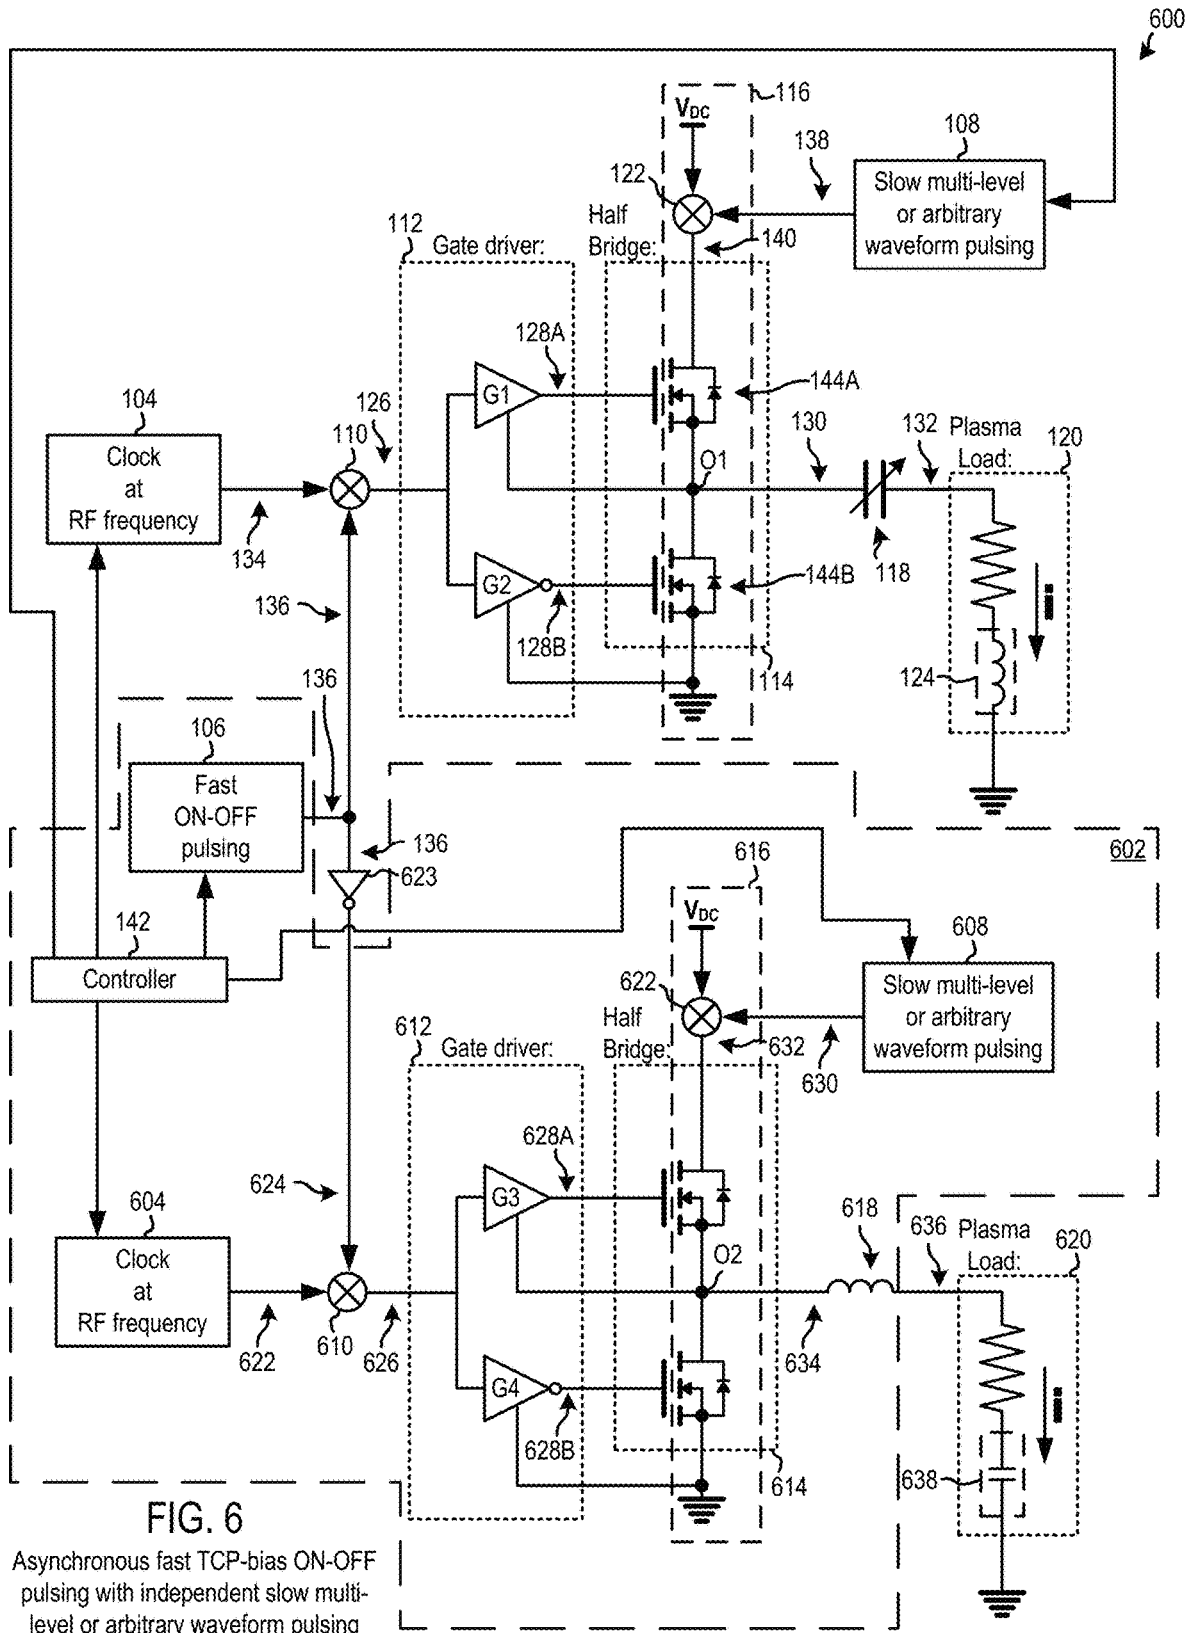 600
116
V DC
108
138
Slow multi-level
or arbitrary
waveform pulsing
122
Half
Bridge:
140
112
Gate driver:
128A
104
G1
144A
126
Clock
at
RF frequency
110
130
132
Plasma
Load:
120
O1
134
118
136
G2
144B
128B
124
114
136
106
Fast
ON-OFF
pulsing
136
623
602
616
V DC
142
Controller
608
Slow multi-level
or arbitrary
waveform pulsing
622
Half
Bridge:
632
630
612
Gate driver:
628A
624
G3
604
Clock
at
RF frequency
618
636
Plasma
Load:
620
O2
622
610
626
634
G4
628B
638
614
FIG. 6
Asynchronous fast TCP-bias ON-OFF
pulsing with independent slow multi-
level or arbitrary waveform pulsing